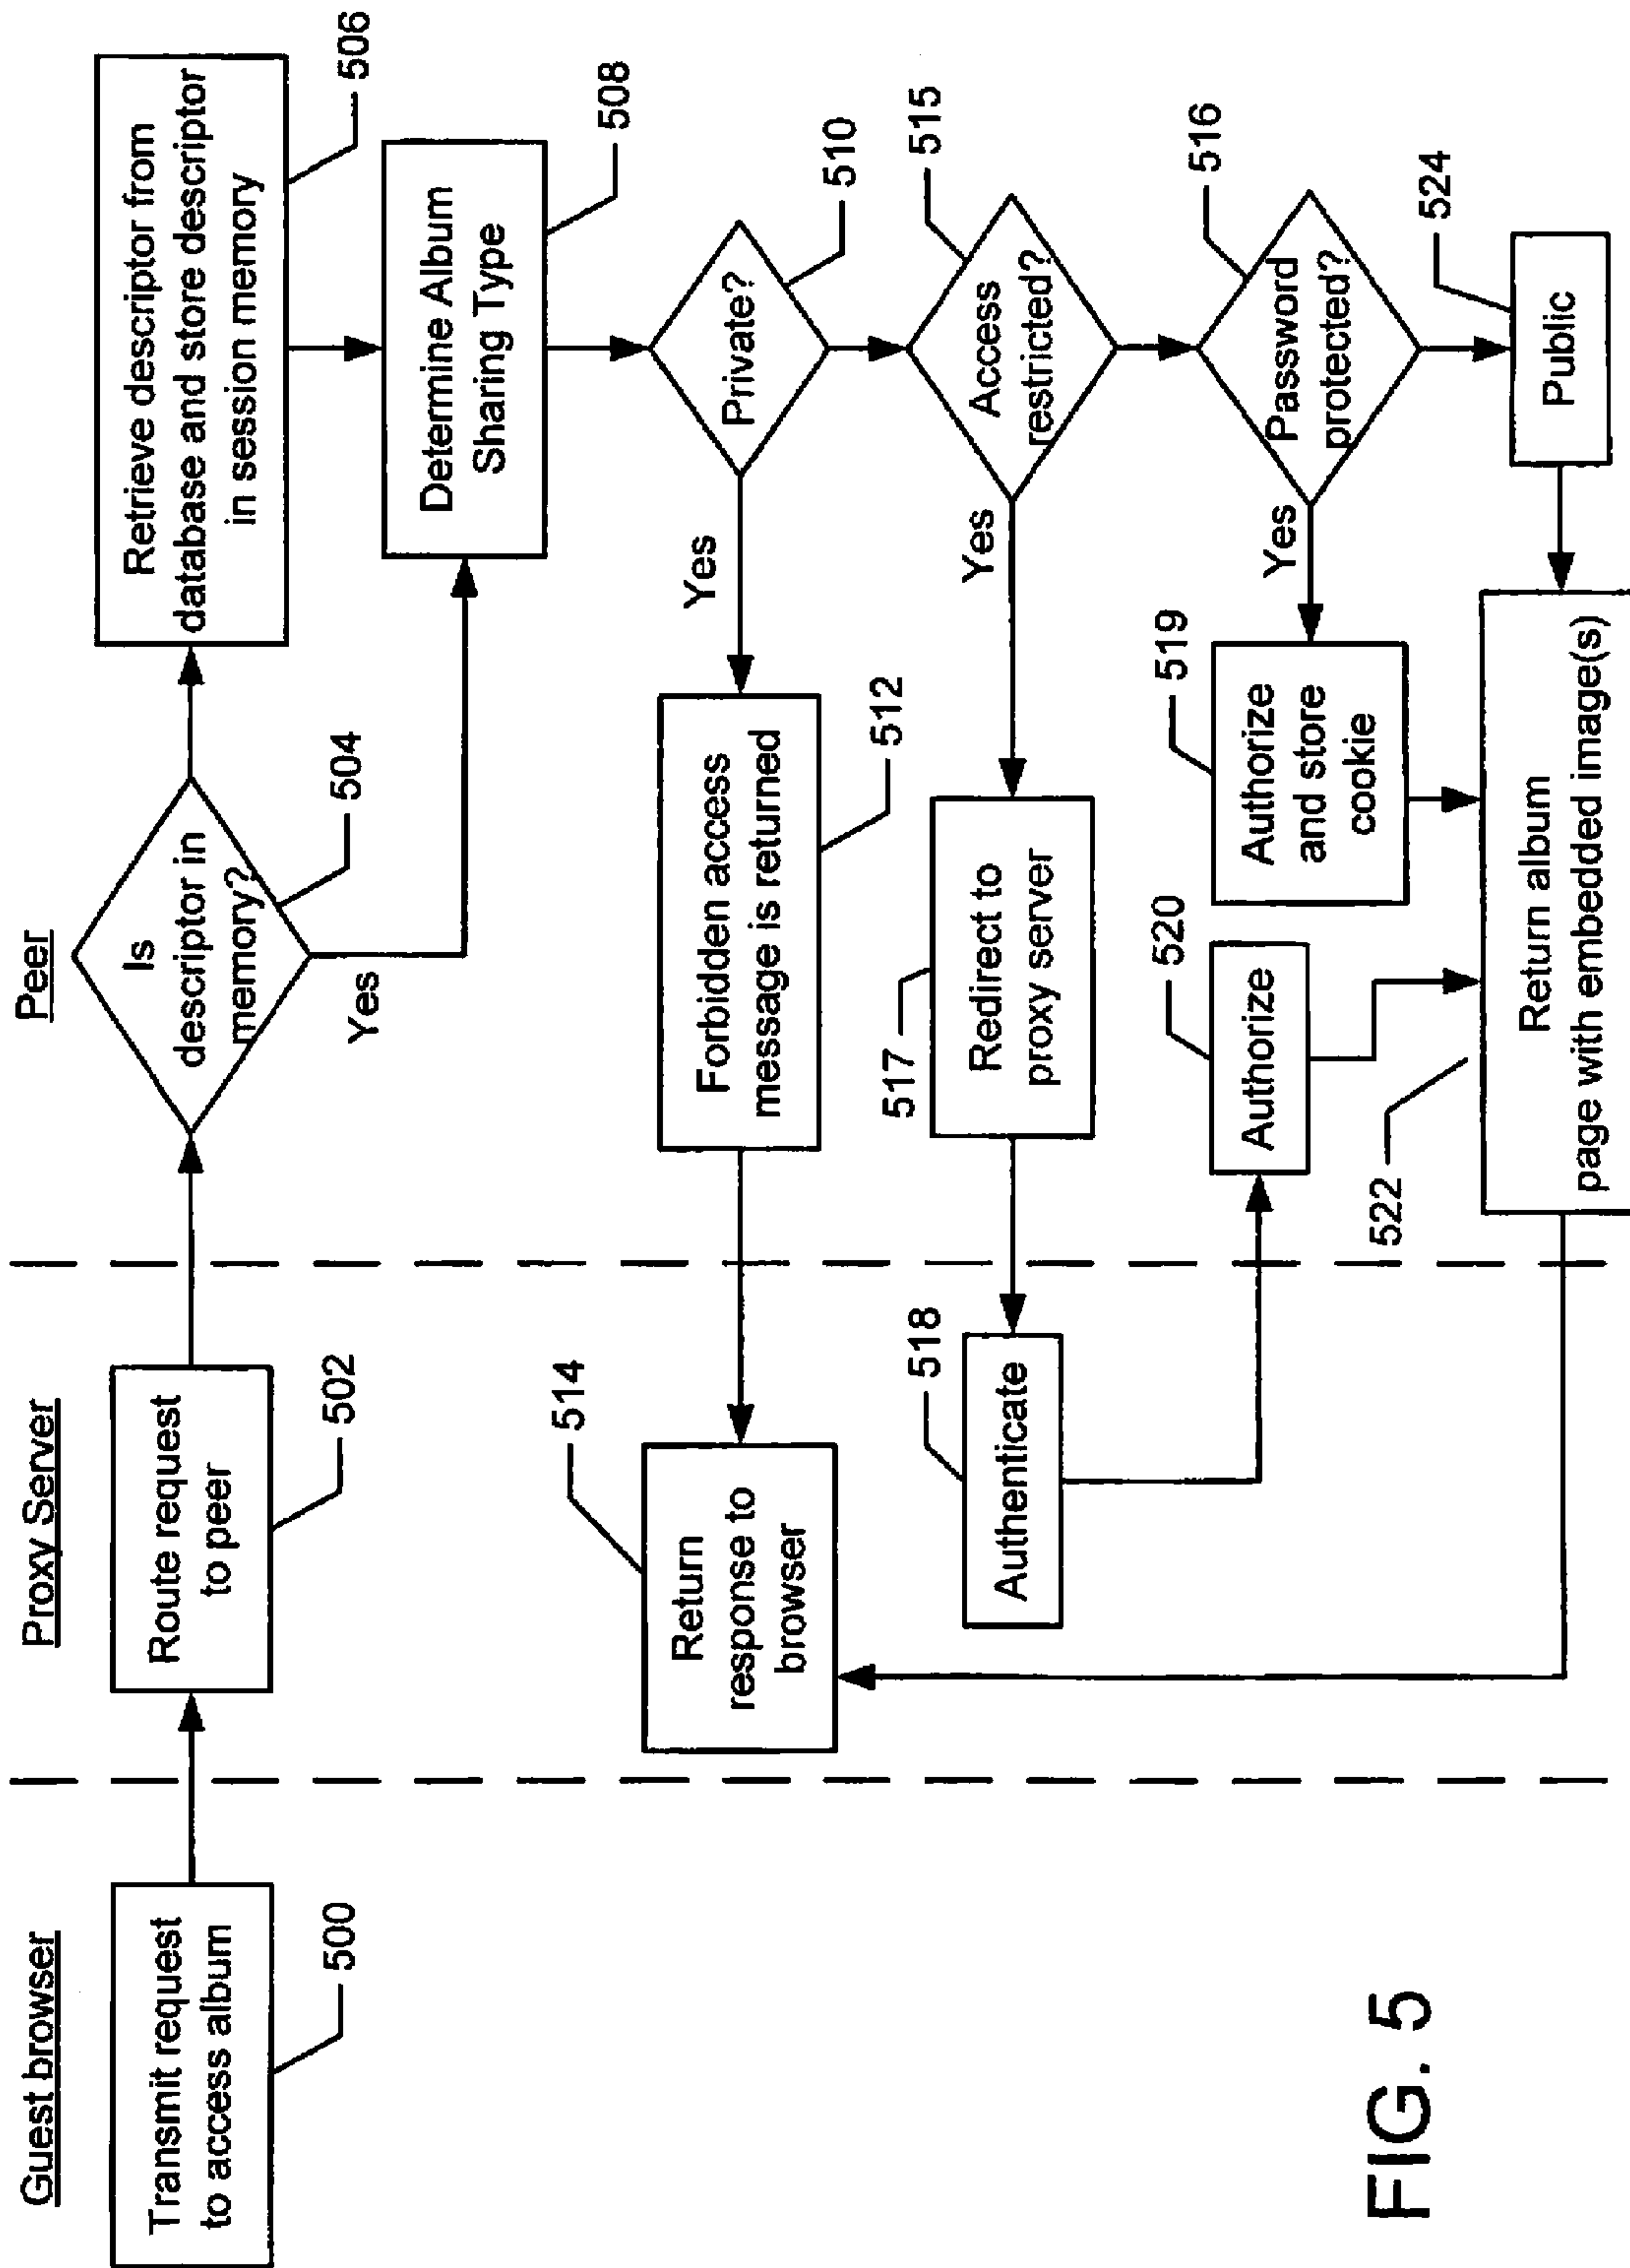 Guest browser
Proxy Server
Peer
Transmit request
to access album
500
Route request
to peer
502
Is
descriptor in
memory?
504
Yes
Retrieve descriptor from
database and store descriptor
in session memory
506
Determine Album
Sharing Type
508
Private?
510
Yes
Forbidden access
message is returned
512
Return
response to
browser
514
Access
restricted?
515
Yes
Redirect to
proxy server
517
Authenticate
518
Password
protected?
516
Yes
Authorize
and store
cookie
519
Authorize
520
Public
524
Return album
page with embedded image(s)
522
FIG. 5